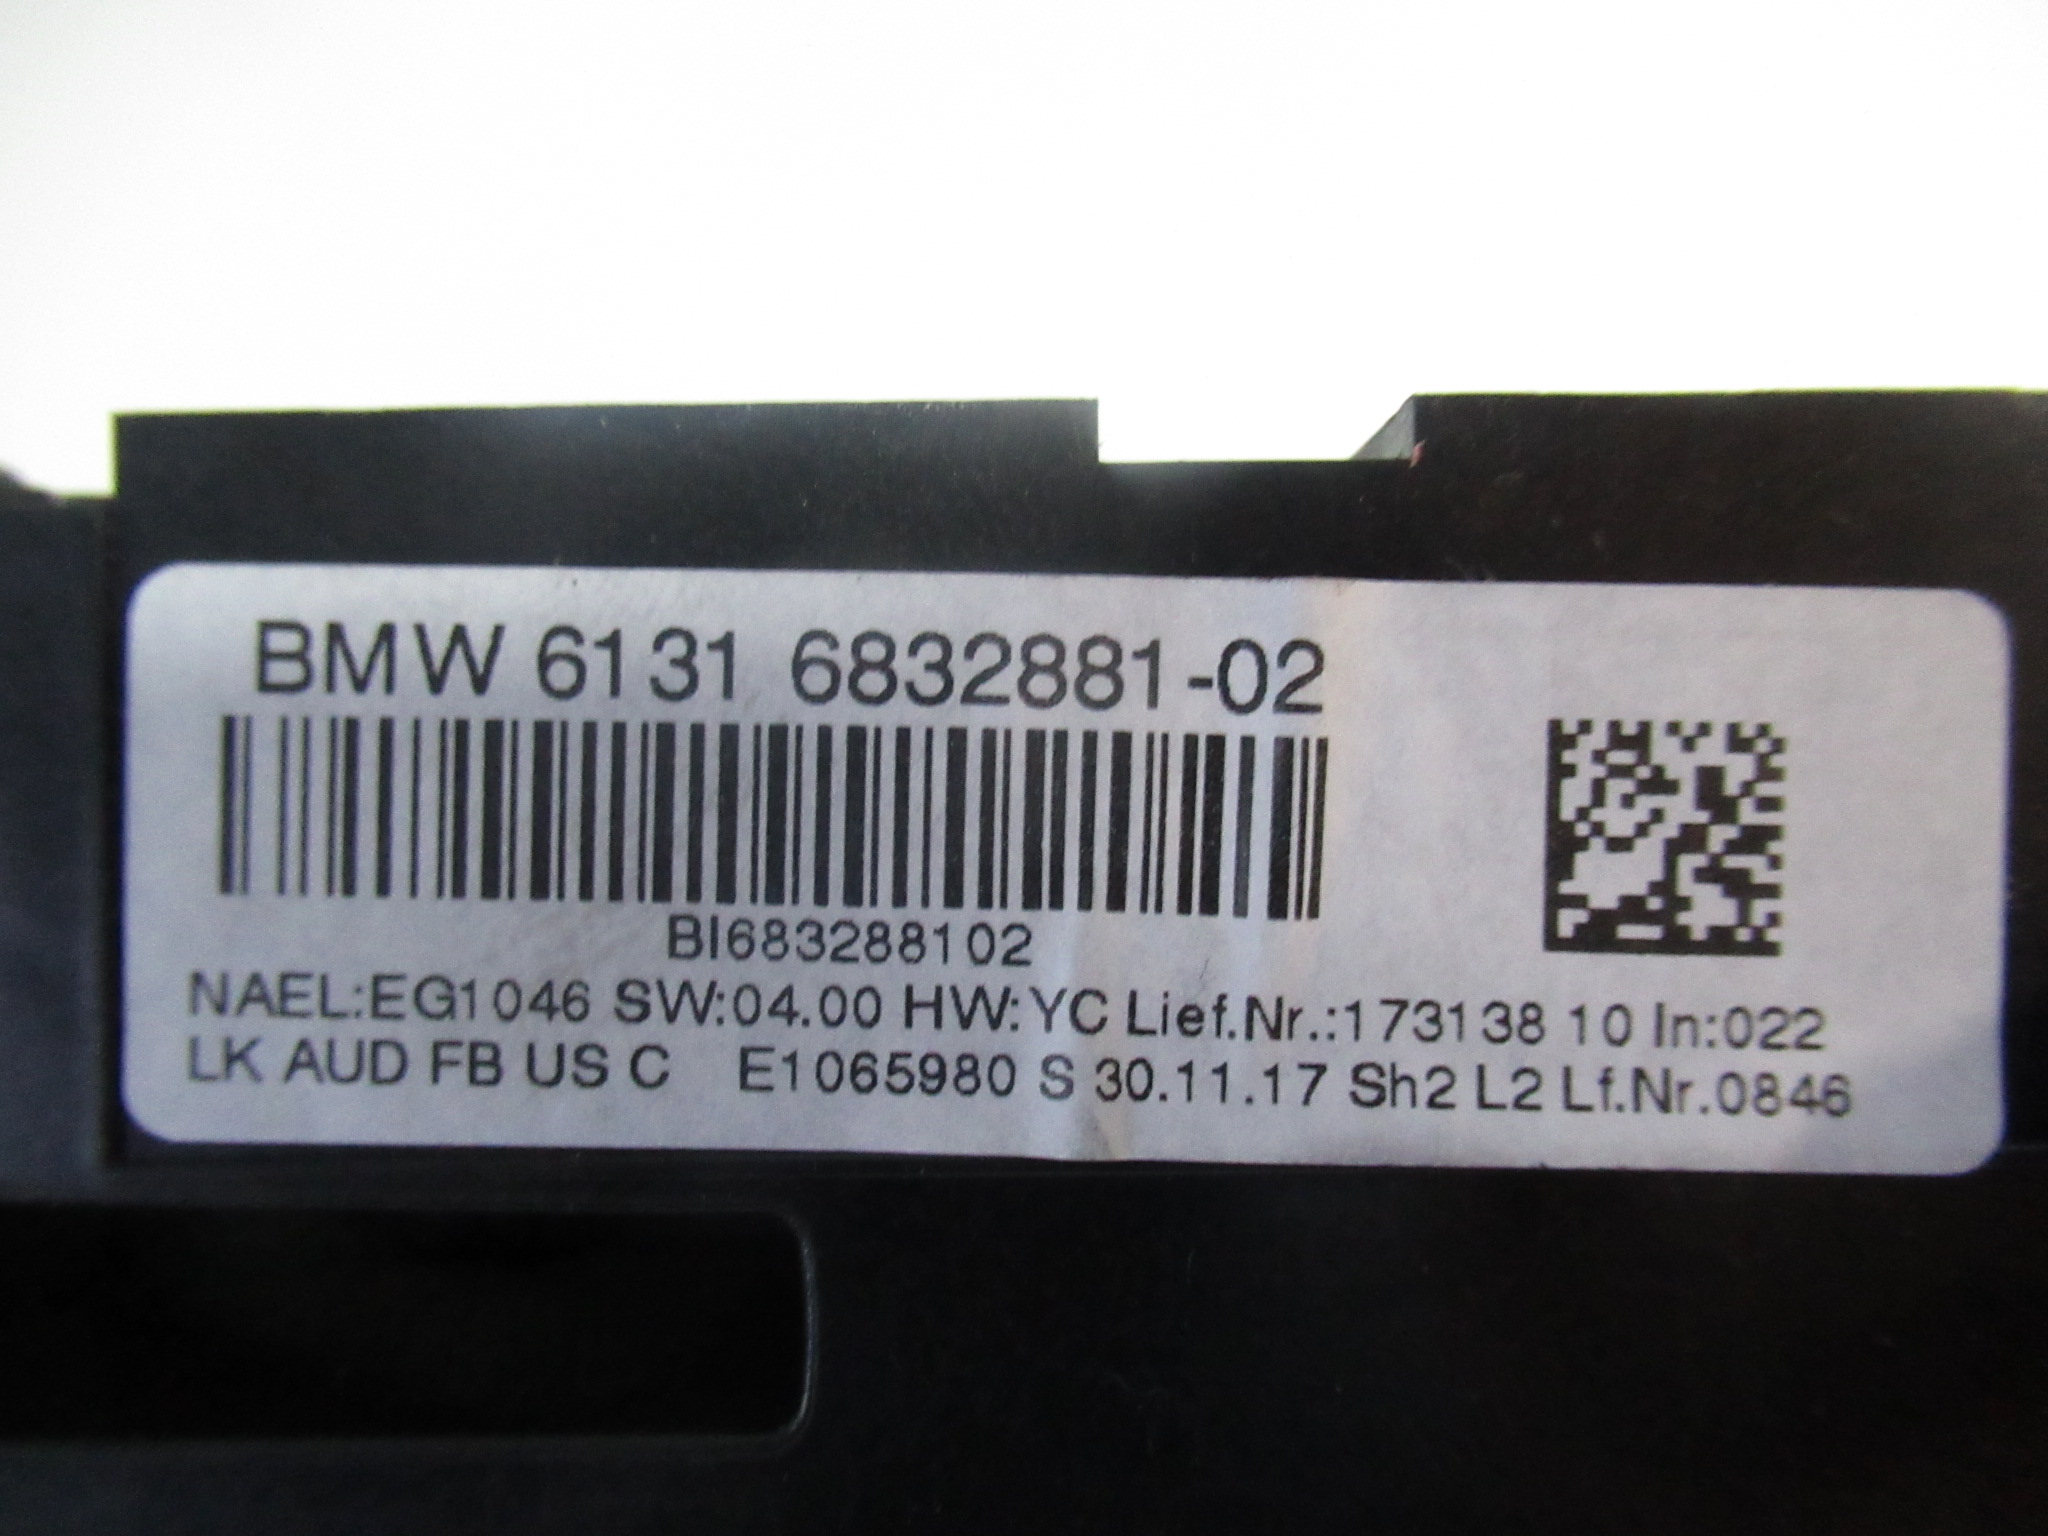 BMW 6131 6832881-02
BI683288102
NAEL:EG1046 SW:04.00 HW:YC Lief.Nr.:173138 10 In:022
LK AUD FB US C E1065980 S 30.11.17 Sh2 L2 Lf.Nr.0846